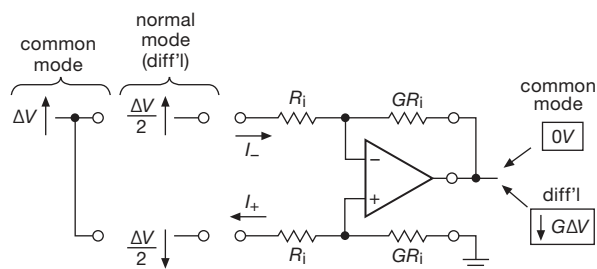 normal
mode
(diff'l)
common
mode
ΔV
ΔV
2
ΔV
2
I–
I+
Ri
GRi
Ri
GRi
–
+
common
mode
0V
diff'l
↓ GΔV